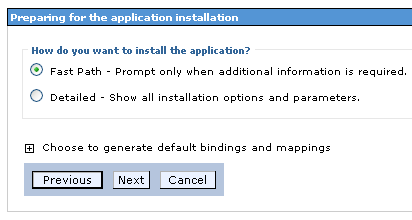 Preparing for the application installation
How do you want to install the application?
Fast Path - Prompt only when additional information is required.
Detailed - Show all installation options and parameters.
Choose to generate default bindings and mappings
Previous Next Cancel